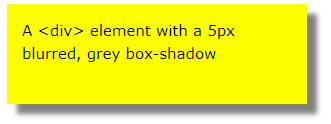 A <div> element with a 5px
blurred, grey box-shadow